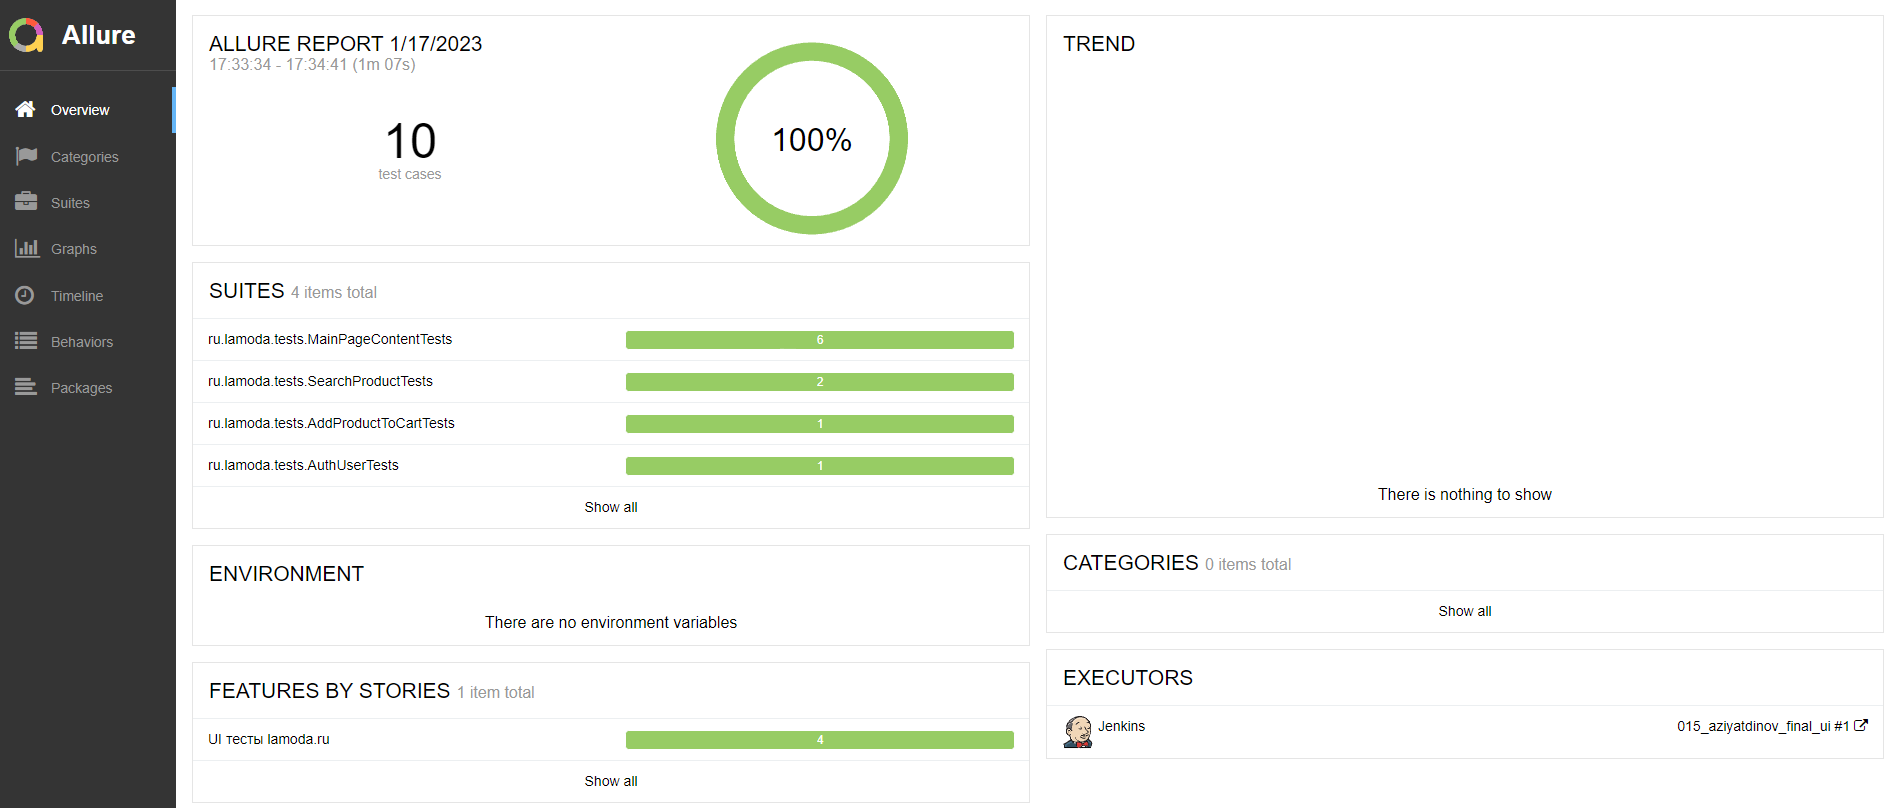 Allure
Overview
Categories
Suites
Graphs
Timeline
Behaviors
Packages
ALLURE REPORT 1/17/2023
17:33:34 - 17:34:41 (1m 07s)
10
test cases
100%
SUITES 4 items total
ru.lamoda.tests.MainPageContentTests 6
ru.lamoda.tests.SearchProductTests 2
ru.lamoda.tests.AddProductToCartTests 1
ru.lamoda.tests.AuthUserTests 1
Show all
ENVIRONMENT
There are no environment variables
FEATURES BY STORIES 1 item total
UI тесты lamoda.ru 4
Show all
TREND
There is nothing to show
CATEGORIES 0 items total
Show all
EXECUTORS
Jenkins 015_aziyatdinov_final_ui #1